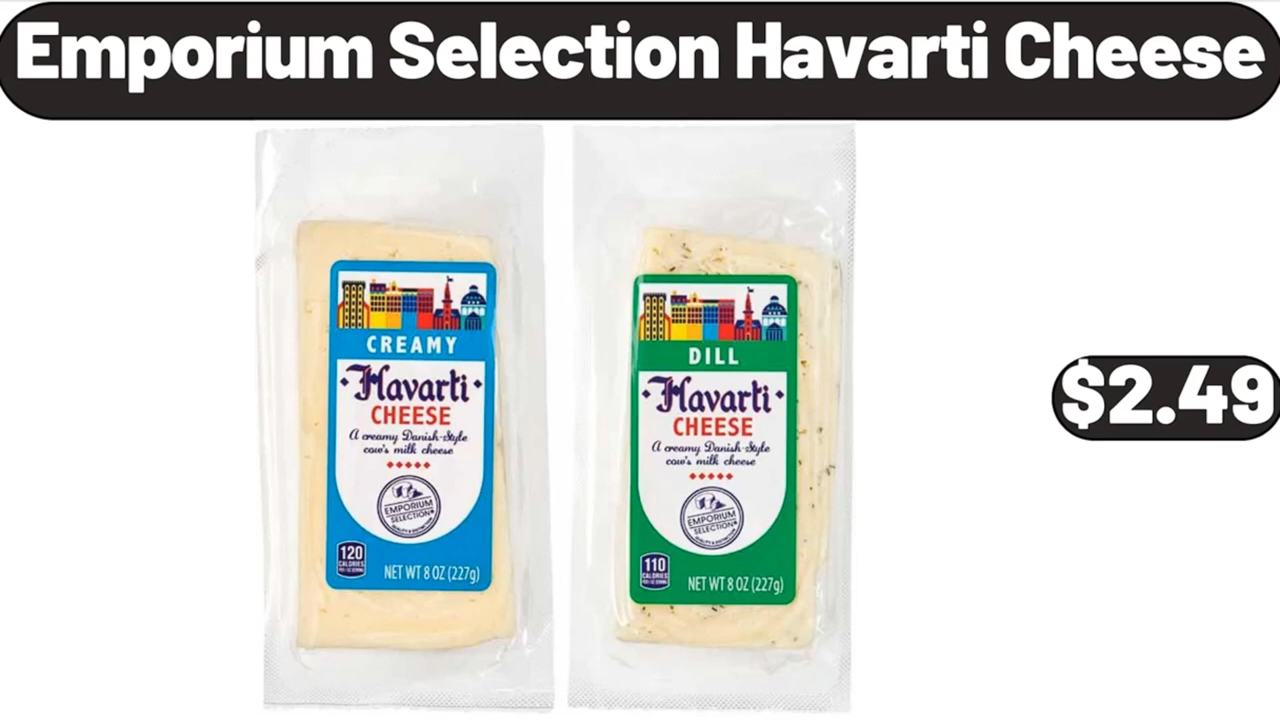 Emporium Selection Havarti Cheese
CREAMY
Havarti
CHEESE
A creamy Danish-Style
cow's milk cheese
EMPORIUM
SELECTION
120
CALORIES
NET WT 8 OZ (227g)
DILL
Havarti
CHEESE
A creamy Danish-Style
cow's milk cheese
EMPORIUM
SELECTION
110
CALORIES
NET WT 8 OZ (227g)
$2.49